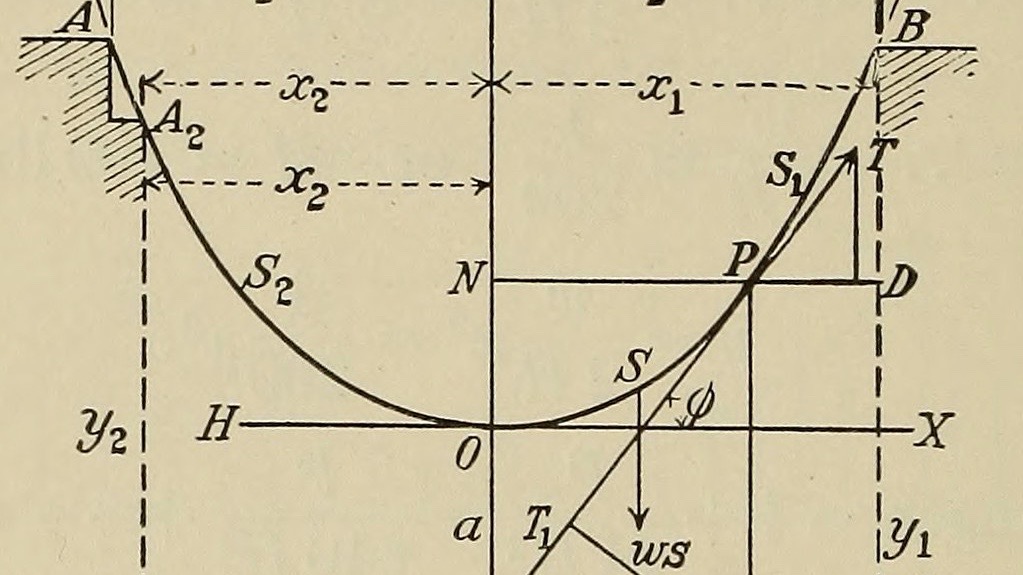 A B
x₂ x₁
A₂
T
x₂ S₁
S₂ N P D
S
ψ
y₂ H X
O
a T₁ ws y₁